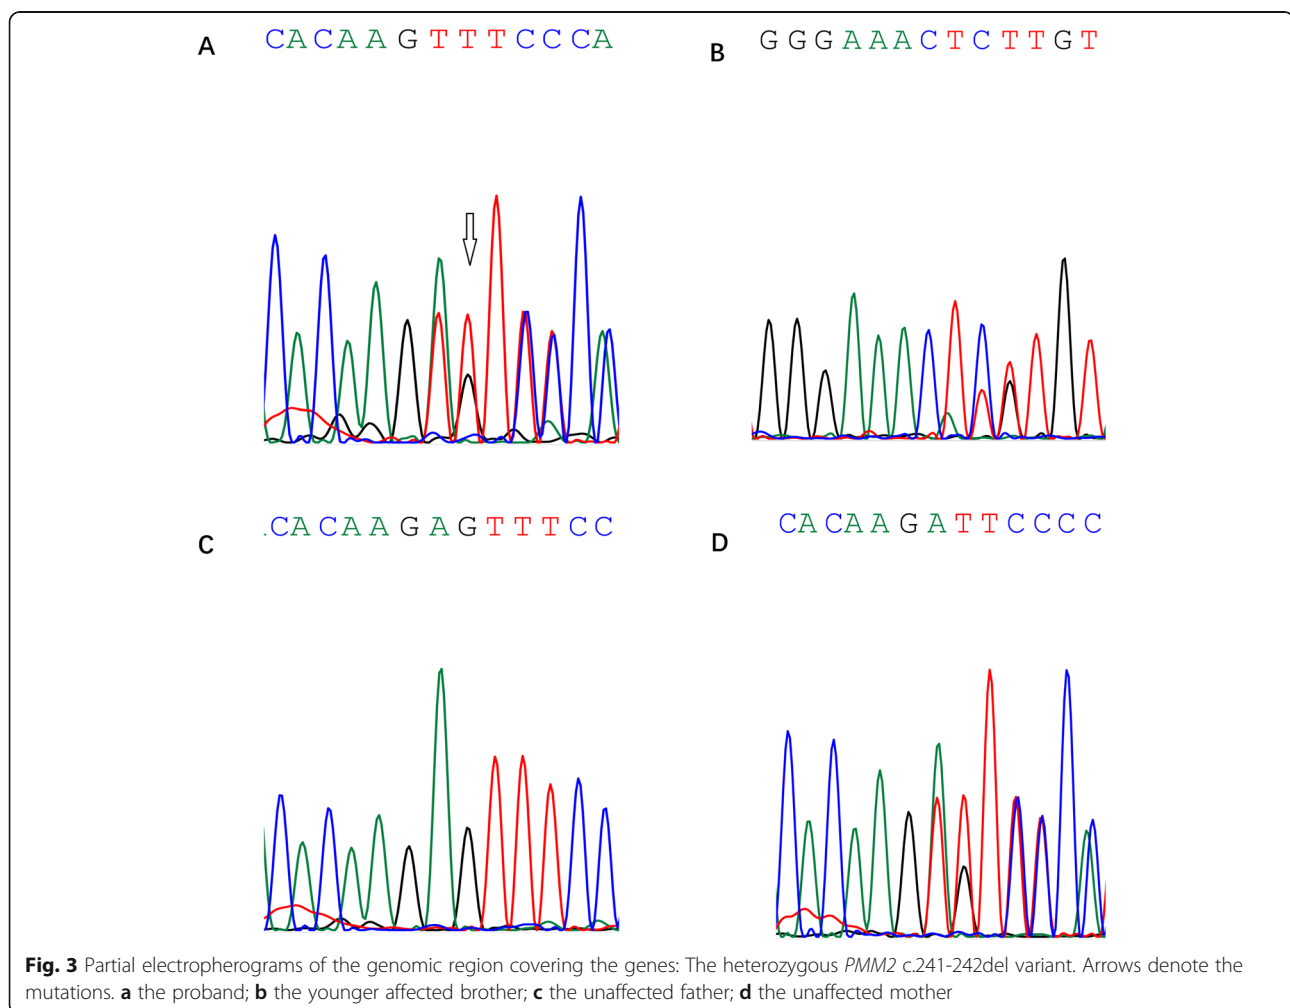 A CACAAGTTTCCCA
B GGGAAACTCTTGT
C .CACAAGAGTTTCC
D CACAAGATTCCCC
Fig. 3 Partial electropherograms of the genomic region covering the genes: The heterozygous PMM2 c.241-242del variant. Arrows denote the
mutations. a the proband; b the younger affected brother; c the unaffected father; d the unaffected mother